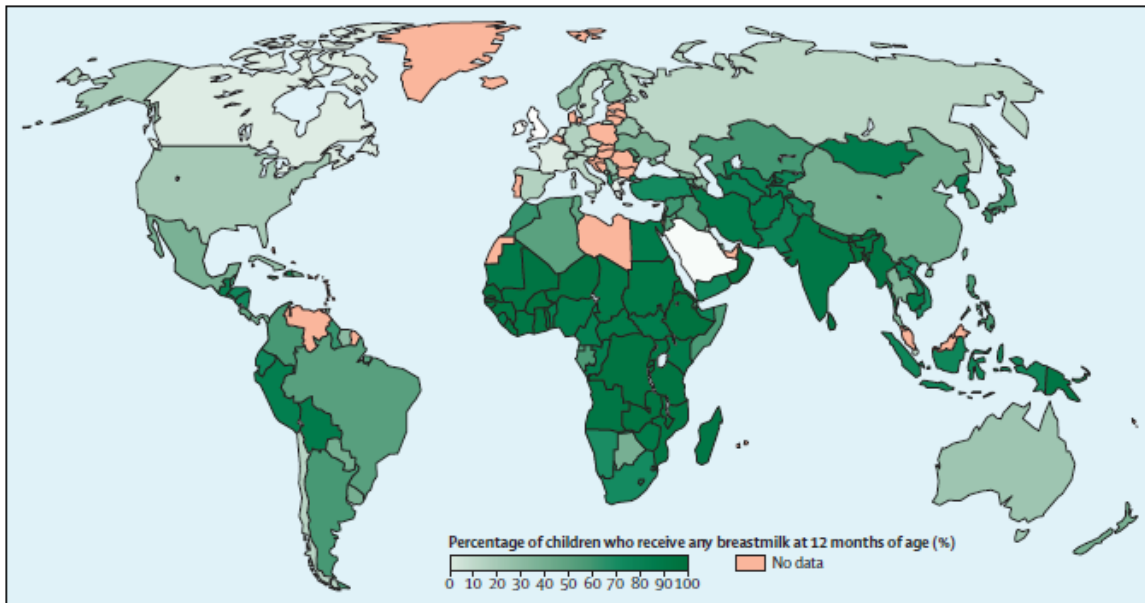 Percentage of children who receive any breastmilk at 12 months of age (%)
No data
0 10 20 30 40 50 60 70 80 90 100